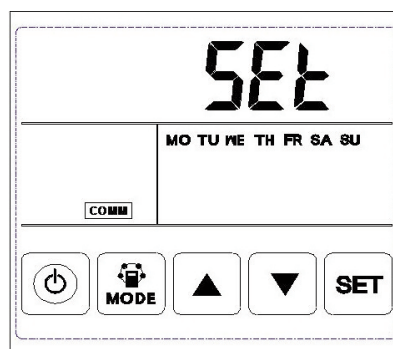 SEt
MO TU WE TH FR SA SU
COMM
MODE
SET